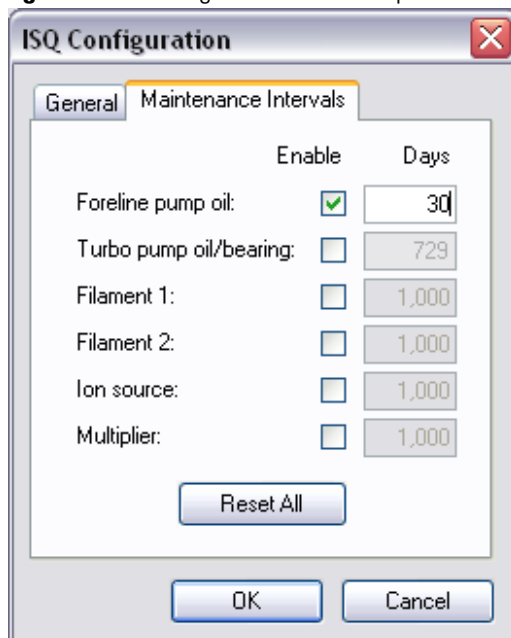 ISQ Configuration
General Maintenance Intervals
Enable Days
Foreline pump oil: 30
Turbo pump oil/bearing: 729
Filament 1: 1,000
Filament 2: 1,000
Ion source: 1,000
Multiplier: 1,000
Reset All
OK Cancel